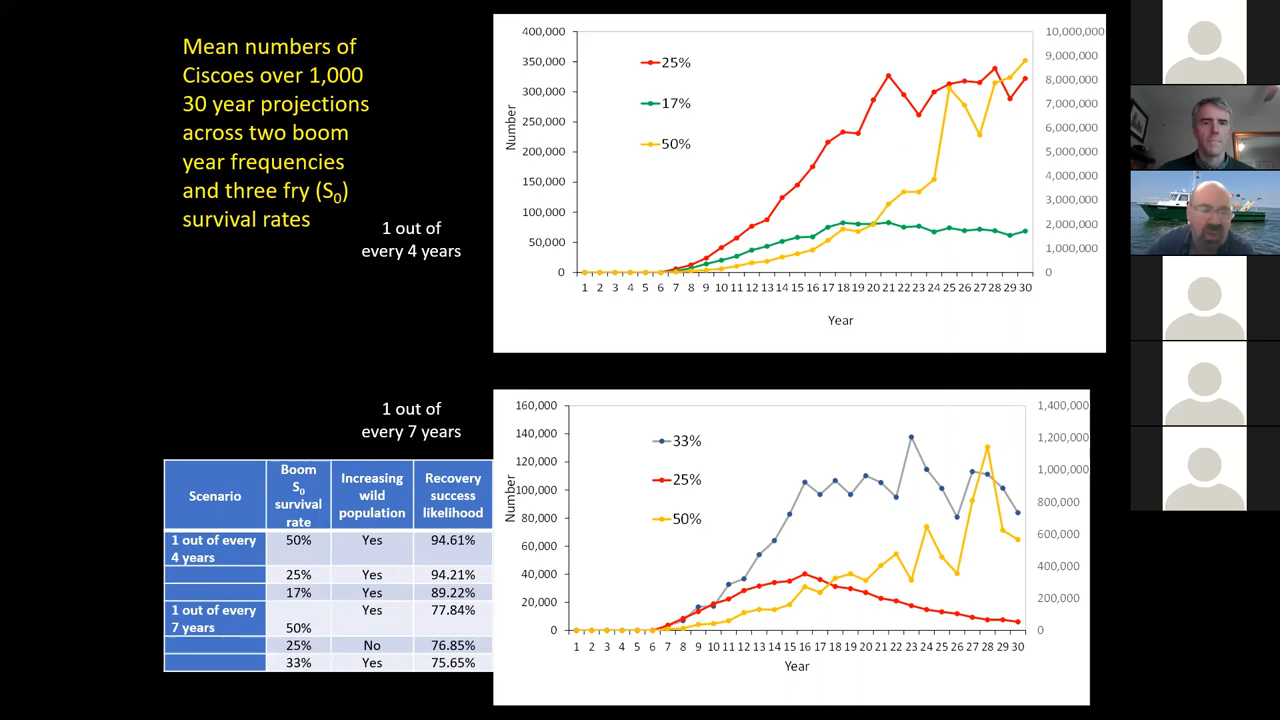 Mean numbers of
Ciscoes over 1,000
30 year projections
across two boom
year frequencies
and three fry (S0)
survival rates
1 out of
every 4 years
400,000
350,000
300,000
250,000
200,000
150,000
100,000
50,000
0
Number
25%
17%
50%
10,000,000
9,000,000
8,000,000
7,000,000
6,000,000
5,000,000
4,000,000
3,000,000
2,000,000
1,000,000
0
1 2 3 4 5 6 7 8 9 10 11 12 13 14 15 16 17 18 19 20 21 22 23 24 25 26 27 28 29 30
Year
1 out of
every 7 years
160,000
140,000
120,000
100,000
80,000
60,000
40,000
20,000
0
Number
33%
25%
50%
1,400,000
1,200,000
1,000,000
800,000
600,000
400,000
200,000
0
1 2 3 4 5 6 7 8 9 10 11 12 13 14 15 16 17 18 19 20 21 22 23 24 25 26 27 28 29 30
Year
Scenario
Boom
S0
survival
rate
Increasing
wild
population
Recovery
success
likelihood
1 out of every
4 years
50% Yes 94.61%
25% Yes 94.21%
17% Yes 89.22%
1 out of every
7 years
50% Yes 77.84%
25% No 76.85%
33% Yes 75.65%